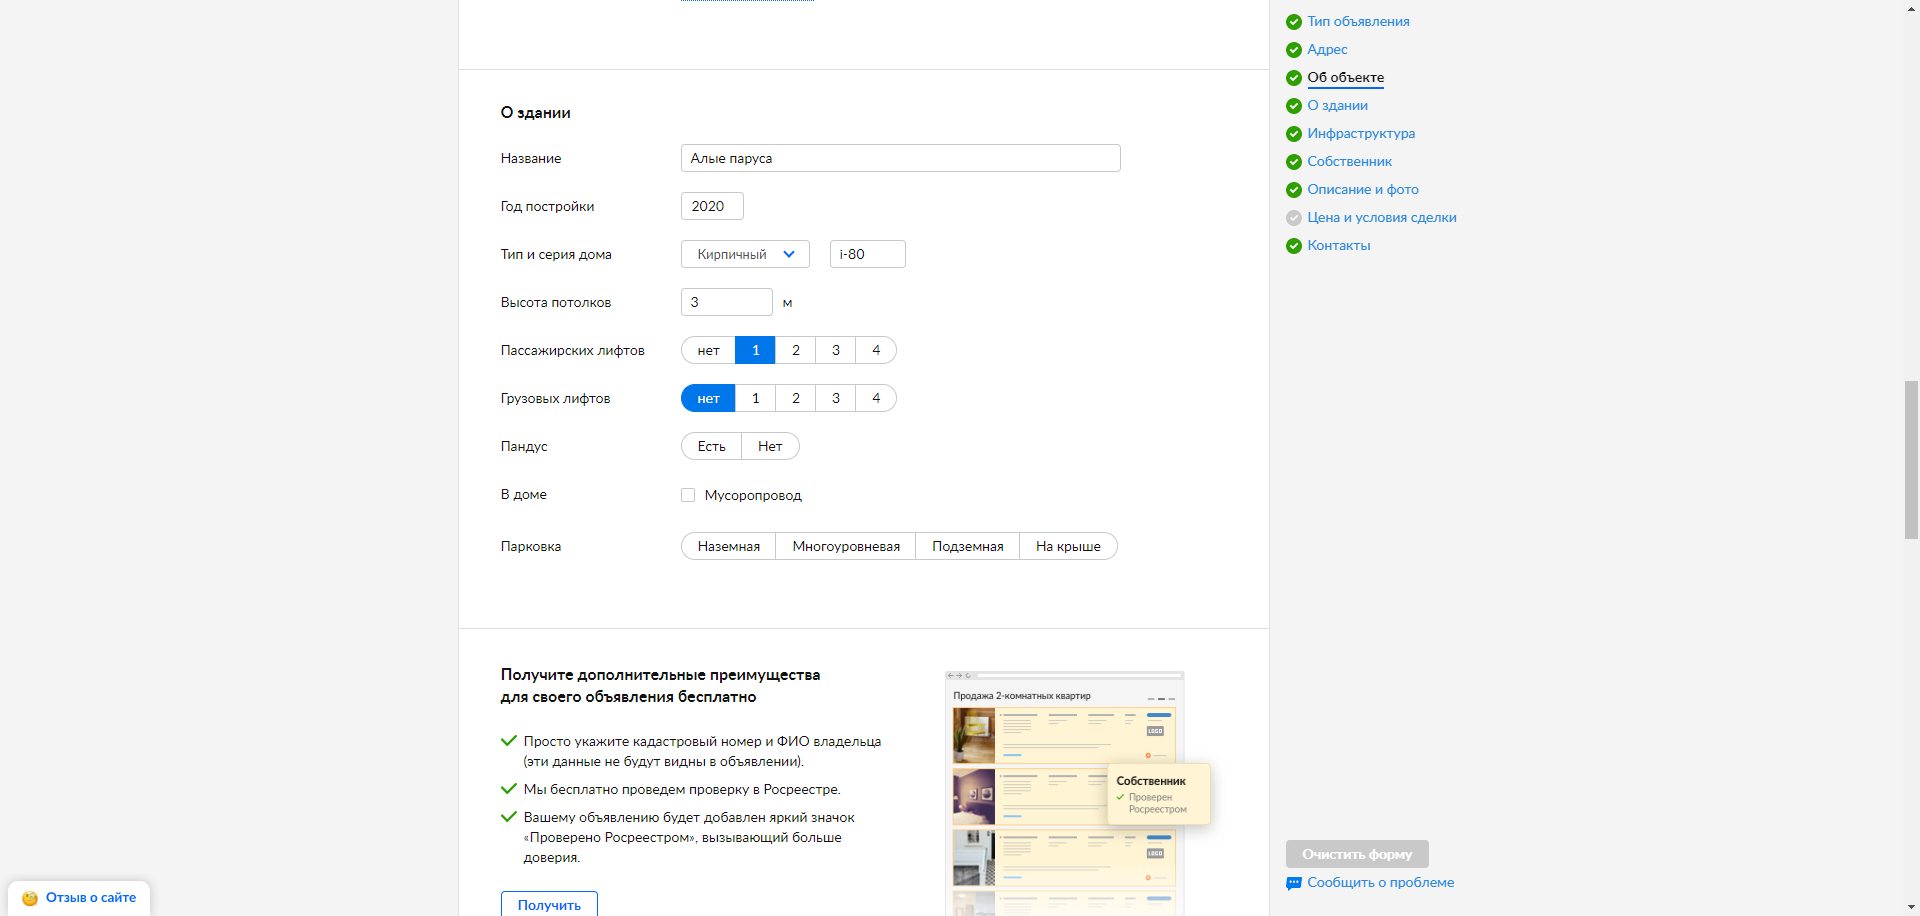 О здании
Название
Алые паруса
Год постройки
2020
Тип и серия дома
Кирпичный
i-80
Высота потолков
3
м
Пассажирских лифтов
нет 1 2 3 4
Грузовых лифтов
нет 1 2 3 4
Пандус
Есть Нет
В доме
Мусоропровод
Парковка
Наземная Многоуровневая Подземная На крыше
Получите дополнительные преимущества
для своего объявления бесплатно
Просто укажите кадастровый номер и ФИО владельца
(эти данные не будут видны в объявлении).
Мы бесплатно проведем проверку в Росреестре.
Вашему объявлению будет добавлен яркий значок
«Проверено Росреестром», вызывающий больше
доверия.
Получить
Продажа 2-комнатных квартир
LOGO
Собственник
Проверен
Росреестром
LOGO
Тип объявления
Адрес
Об объекте
О здании
Инфраструктура
Собственник
Описание и фото
Цена и условия сделки
Контакты
Очистить форму
Сообщить о проблеме
Отзыв о сайте